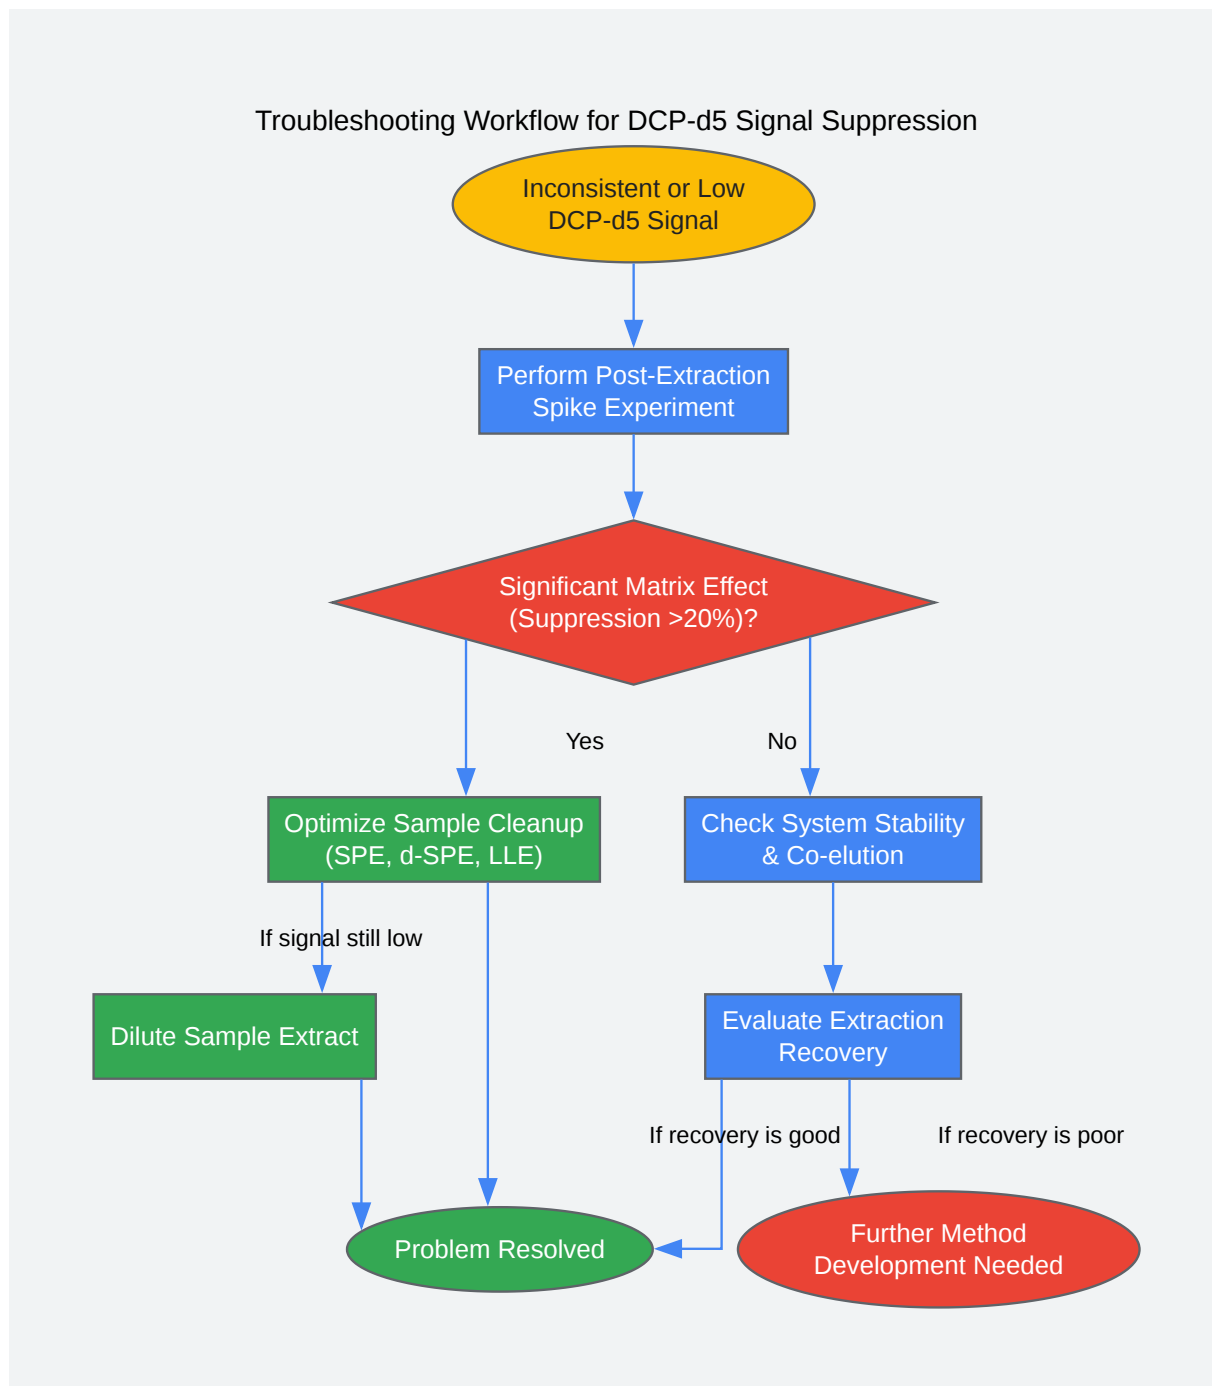 Troubleshooting Workflow for DCP-d5 Signal Suppression
Inconsistent or Low
DCP-d5 Signal
Perform Post-Extraction
Spike Experiment
Significant Matrix Effect
(Suppression >20%)?
Yes
No
Optimize Sample Cleanup
(SPE, d-SPE, LLE)
Check System Stability
& Co-elution
If signal still low
Dilute Sample Extract
Evaluate Extraction
Recovery
If recovery is good
If recovery is poor
Problem Resolved
Further Method
Development Needed